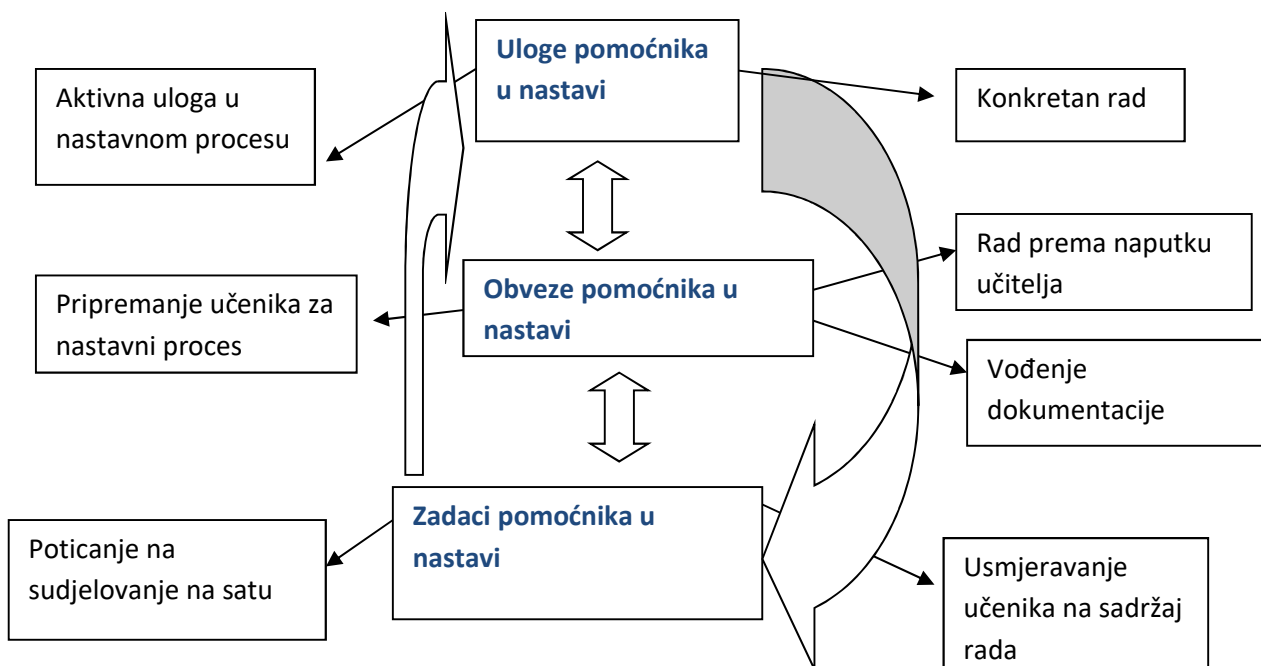 Uloge pomoćnika
u nastavi
Aktivna uloga u
nastavnom procesu
Konkretan rad
Rad prema naputku
učitelja
Obveze pomoćnika u
nastavi
Pripremanje učenika za
nastavni proces
Vođenje
dokumentacije
Zadaci pomoćnika u
nastavi
Poticanje na
sudjelovanje na satu
Usmjeravanje
učenika na sadržaj
rada